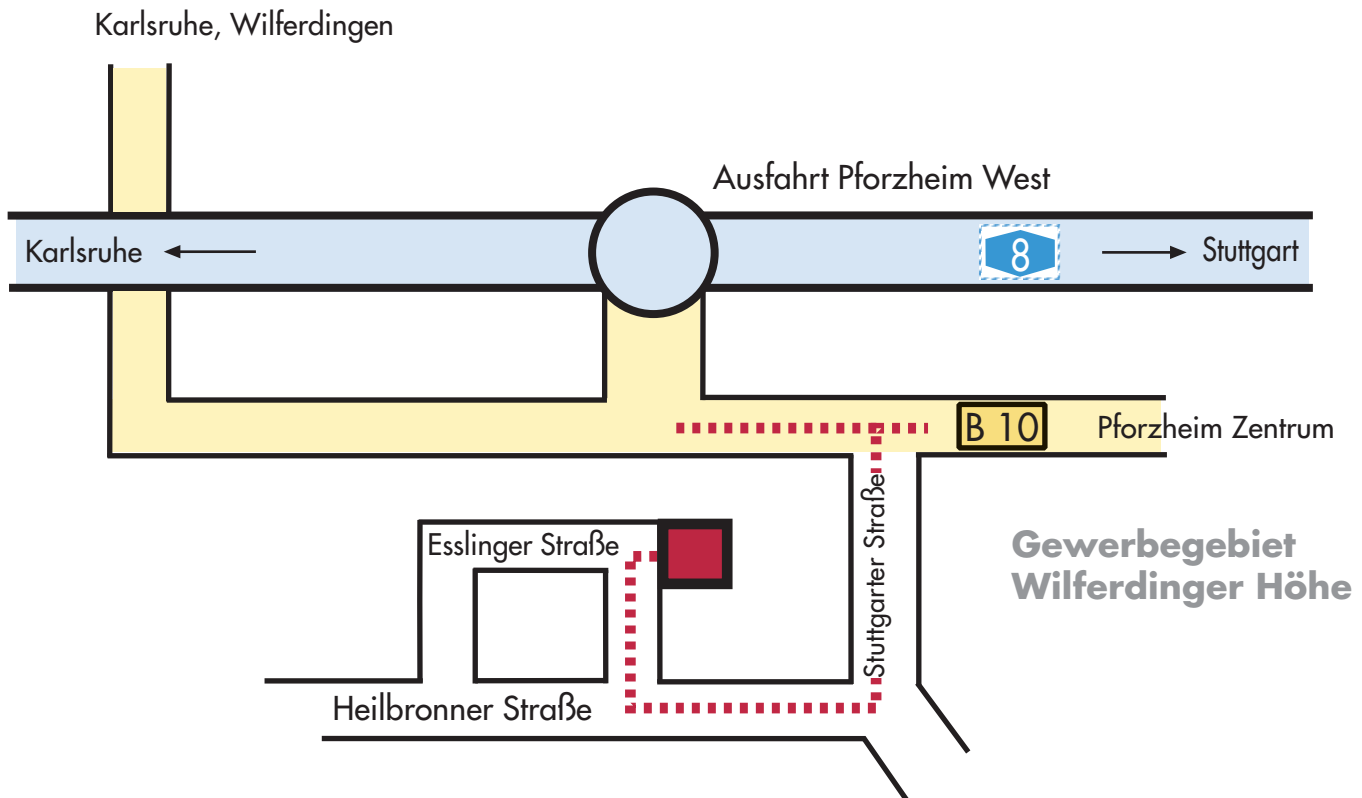 Karlsruhe, Wilferdingen
Ausfahrt Pforzheim West
Karlsruhe
8
Stuttgart
B 10
Pforzheim Zentrum
Stuttgarter Straße
Esslinger Straße
Gewerbegebiet
Wilferdinger Höhe
Heilbronner Straße